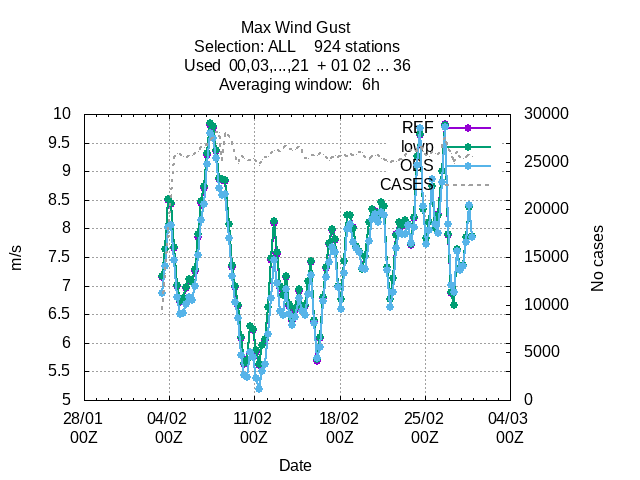 Max Wind Gust
Selection: ALL 924 stations
Used 00,03,...,21 + 01 02 ... 36
Averaging window: 6h
10 30000
9.5
9 25000
8.5
8 20000
7.5 15000
7
6.5 10000
6
5.5 5000
5 0
m/s
No cases
REF
lowp
OBS
CASES
28/01 04/02 11/02 18/02 25/02 04/03
00Z 00Z 00Z 00Z 00Z 00Z
Date